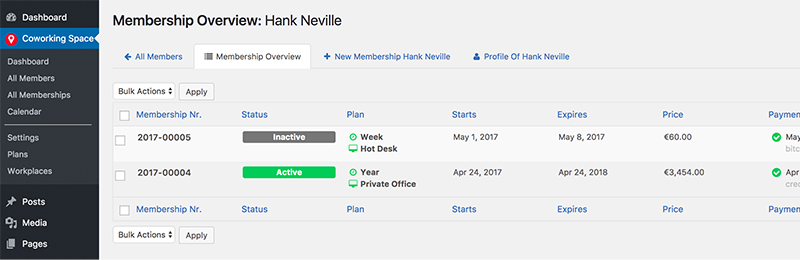 Dashboard
Coworking Space
Dashboard
All Members
All Memberships
Calendar
Settings
Plans
Workplaces
Posts
Media
Pages
Membership Overview: Hank Neville
All Members Membership Overview New Membership Hank Neville Profile Of Hank Neville
Bulk Actions Apply
Membership Nr. Status Plan Starts Expires Price Paymen
2017-00005 Inactive Week May 1, 2017 May 8, 2017 €60.00 May
Hot Desk bitc
2017-00004 Active Year Apr 24, 2017 Apr 24, 2018 €3,454.00 Apr
Private Office cred
Membership Nr. Status Plan Starts Expires Price Paymen
Bulk Actions Apply